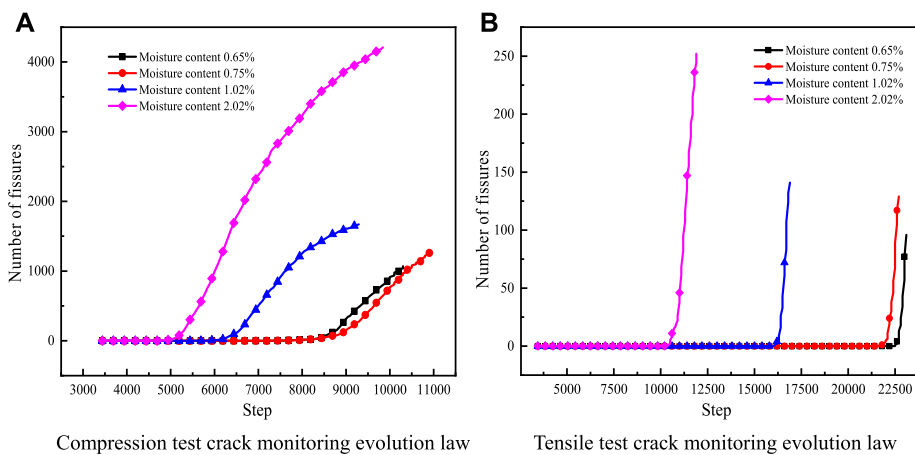 A
Moisture content 0.65%
Moisture content 0.75%
Moisture content 1.02%
Moisture content 2.02%
Number of fissures
4000
3000
2000
1000
0
3000 4000 5000 6000 7000 8000 9000 10000 11000
Step
Compression test crack monitoring evolution law
B
Moisture content 0.65%
Moisture content 0.75%
Moisture content 1.02%
Moisture content 2.02%
Number of fissures
250
200
150
100
50
0
5000 7500 10000 12500 15000 17500 20000 22500
Step
Tensile test crack monitoring evolution law